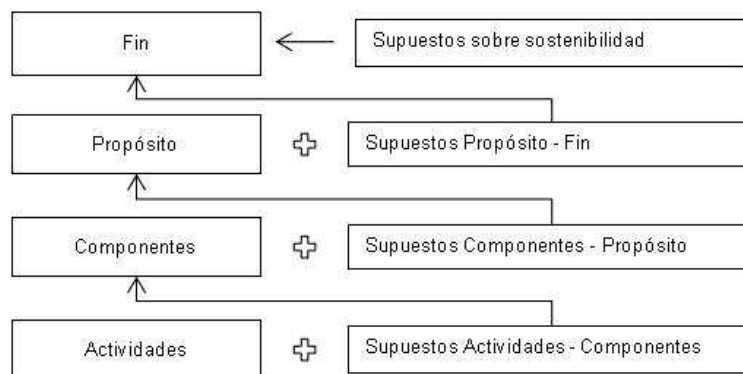 Fin
Supuestos sobre sostenibilidad
Propósito
Supuestos Propósito - Fin
Componentes
Supuestos Componentes - Propósito
Actividades
Supuestos Actividades - Componentes